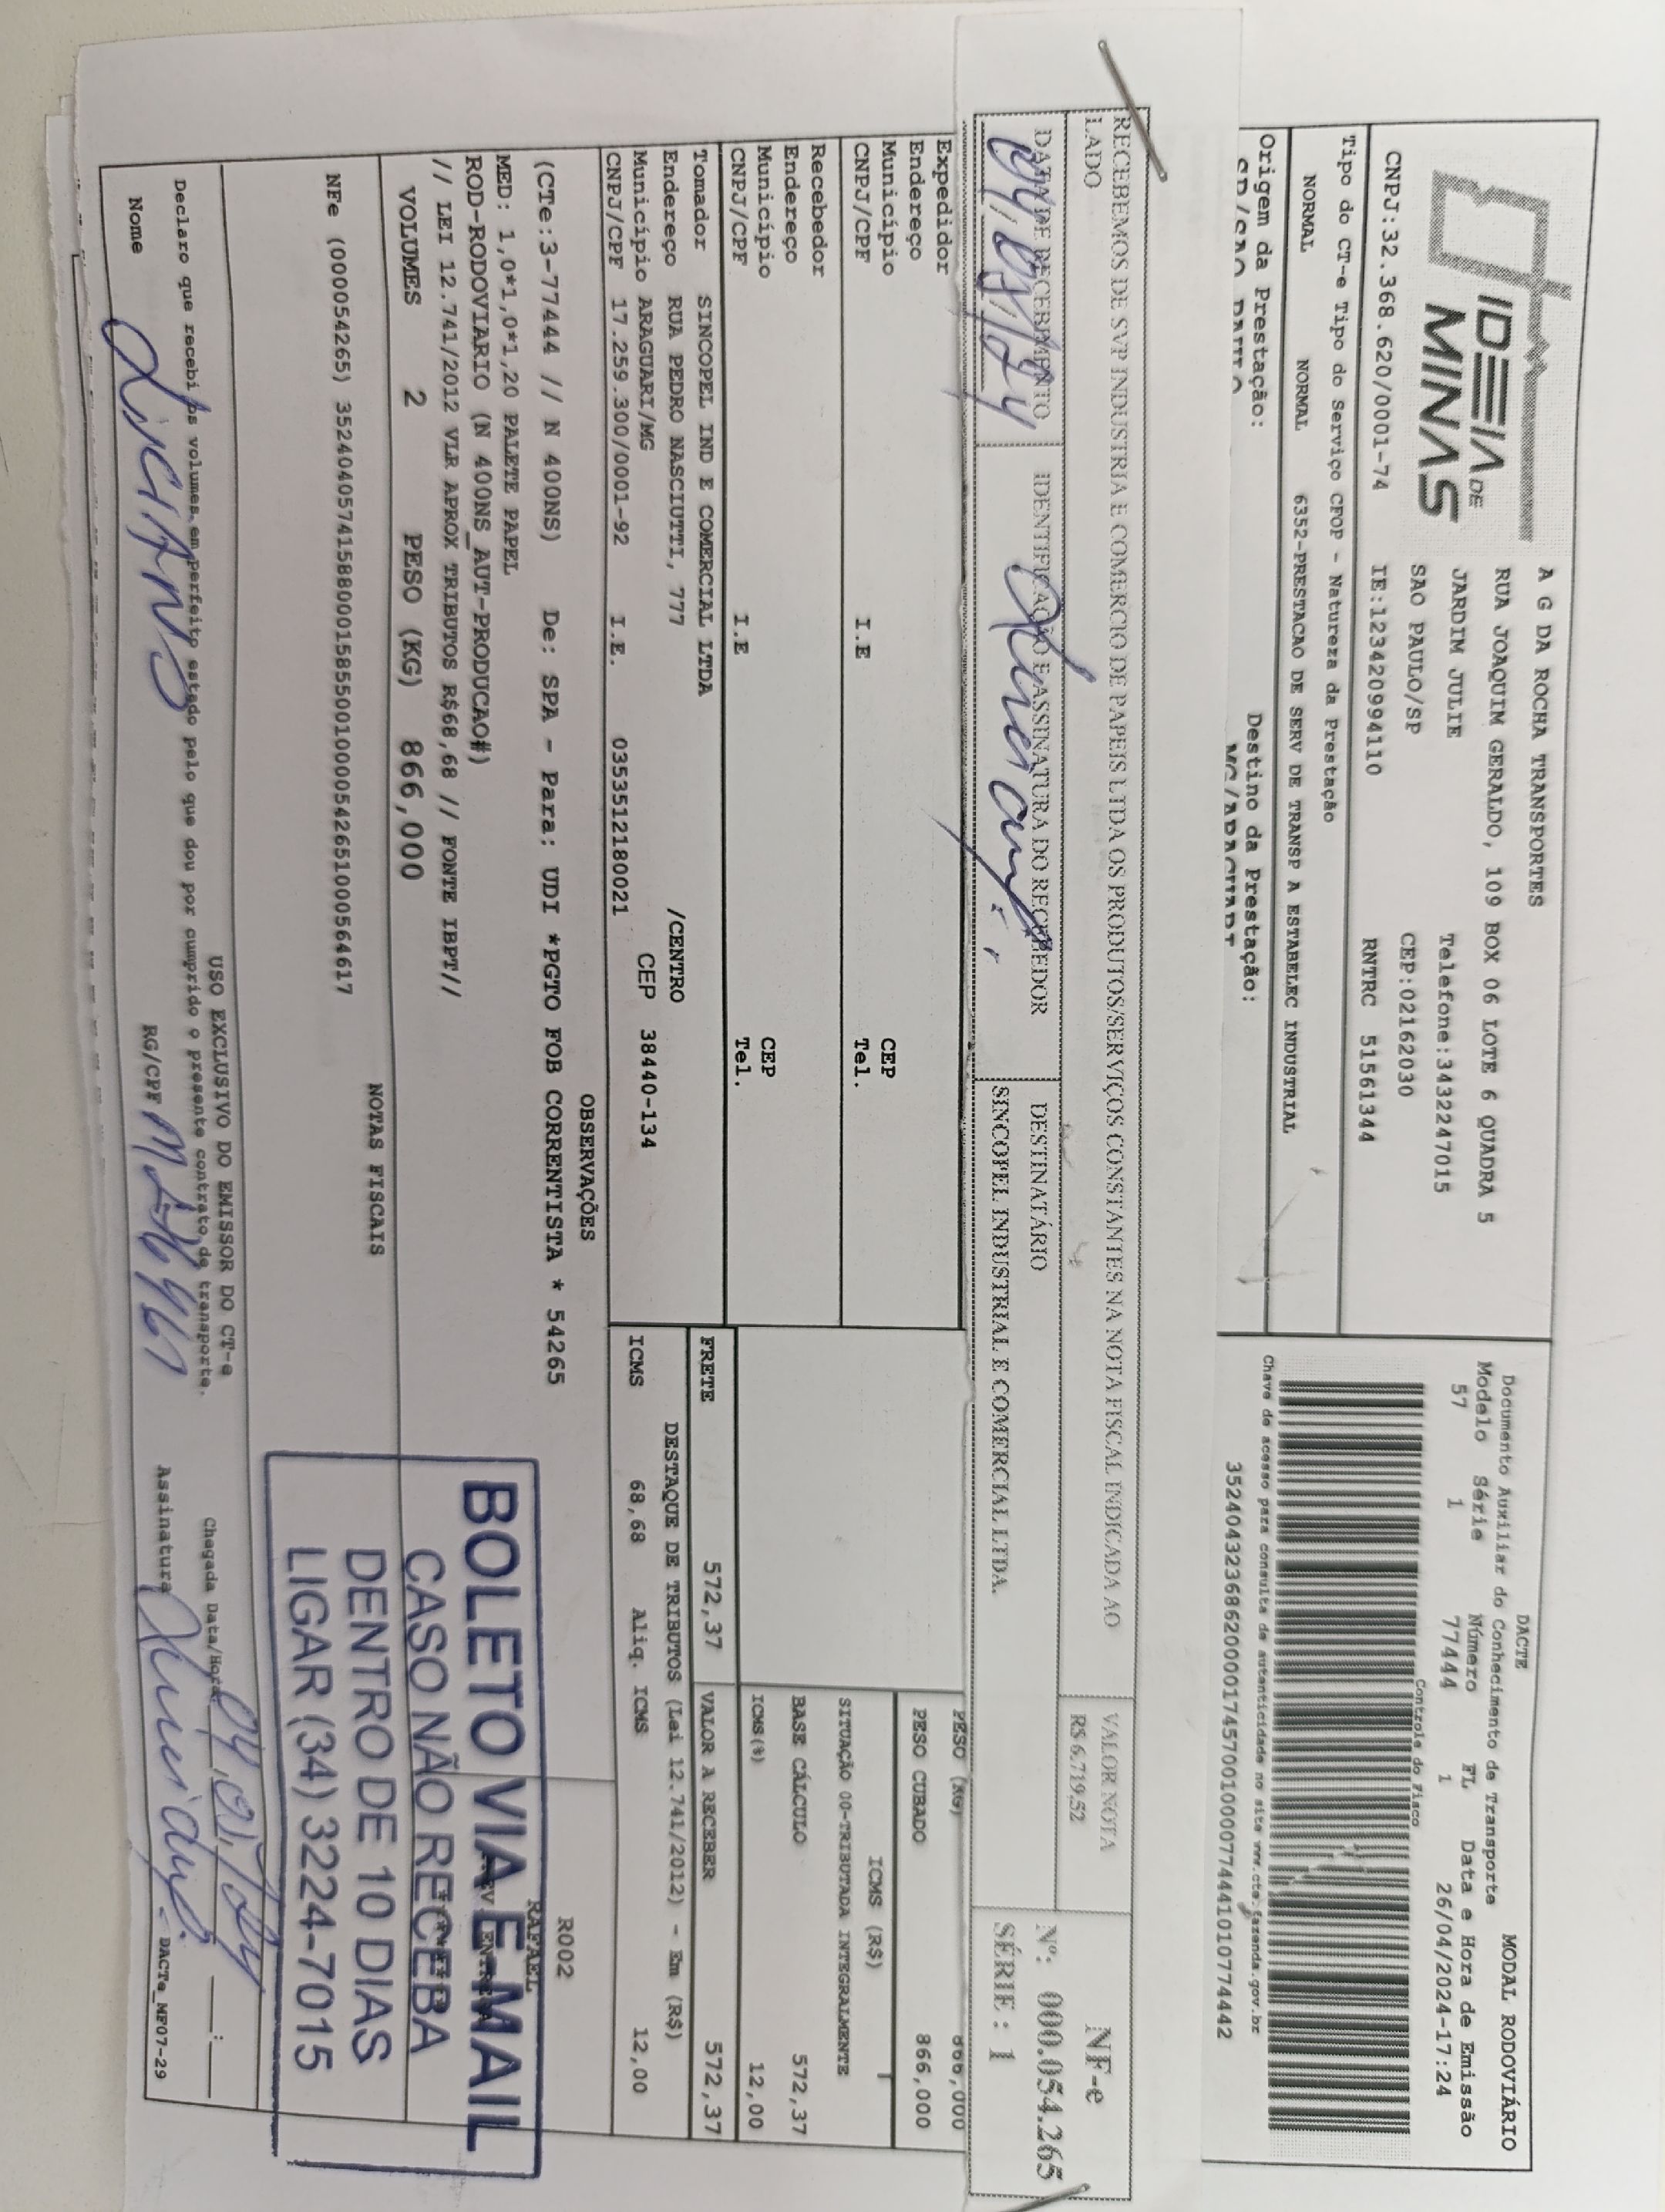 IDEIA DE
MINAS
A G DA ROCHA TRANSPORTES
RUA JOAQUIM GERALDO, 109 BOX 06 LOTE 6 QUADRA 5
JARDIM JULIE Telefone:3432247015
SAO PAULO/SP CEP:02162030
CNPJ:32.368.620/0001-74 IE:123420994110 RNTRC 51561344
Tipo do CT-e Tipo do Serviço CFOP - Natureza da Prestação
NORMAL NORMAL 6352-PRESTACAO DE SERV DE TRANSP A ESTABELEC INDUSTRIAL
Origem da Prestação: Destino da Prestação:
DACTE MODAL RODOVIÁRIO
Documento Auxiliar do Conhecimento de Transporte
Modelo Série Número FL Data e Hora de Emissão
57 1 77444 1 26/04/2024-17:24
Controle do Fisco
Chave de acesso para consulta de autenticidade no site www.cte.fazenda.gov.br
35240432368620000174570010000774441010774442
RECEBEMOS DE SVP INDUSTRIA E COMERCIO DE PAPEIS LTDA OS PRODUTOS/SERVIÇOS CONSTANTES NA NOTA FISCAL INDICADA AO
LADO
VALOR NOTA
R$ 6.719,52
NF-e
Nº: 000.054.265
SÉRIE: 1
DATA DE RECEBIMENTO IDENTIFICAÇÃO E ASSINATURA DO RECEBEDOR DESTINATÁRIO
SINCOPEL INDUSTRIAL E COMERCIAL LTDA.
Expedidor
Endereço
Município CEP
CNPJ/CPF I.E Tel.
Recebedor
Endereço
Município CEP
CNPJ/CPF I.E Tel.
PESO (KG) 866,000
PESO CUBADO 866,000
ICMS (R$)
SITUAÇÃO 00-TRIBUTADA INTEGRALMENTE
BASE CÁLCULO 572,37
ICMS(%) 12,00
Tomador SINCOPEL IND E COMERCIAL LTDA
Endereço RUA PEDRO NASCIUTTI, 777 /CENTRO
Município ARAGUARI/MG CEP 38440-134
CNPJ/CPF 17.259.300/0001-92 I.E. 0353512180021
FRETE 572,37 VALOR A RECEBER 572,37
DESTAQUE DE TRIBUTOS (Lei 12.741/2012) - Em (R$)
ICMS 68,68 Aliq. ICMS 12,00
OBSERVAÇÕES
(CTe:3-77444 // N 400NS) De: SPA - Para: UDI *PGTO FOB CORRENTISTA * 54265
MED: 1,0*1,0*1,20 PALETE PAPEL
ROD-RODOVIARIO (N 400NS_AUT-PRODUCAO#)
// LEI 12.741/2012 VLR APROX TRIBUTOS R$68,68 // FONTE IBPT//
R002
RAFAEL
VOLUMES 2 PESO (KG) 866,000
NOTAS FISCAIS
NFe (000054265) 35240405741588000158550010000542651000564617
BOLETO VIA E-MAIL
CASO NÃO RECEBA
DENTRO DE 10 DIAS
LIGAR (34) 3224-7015
USO EXCLUSIVO DO EMISSOR DO CT-e
Declaro que recebi os volumes em perfeito estado pelo que dou por cumprido o presente contrato de transporte.
Chegada Data/Hora
Nome Luciano RG/CPF Assinatura
DACTe_MF07-29